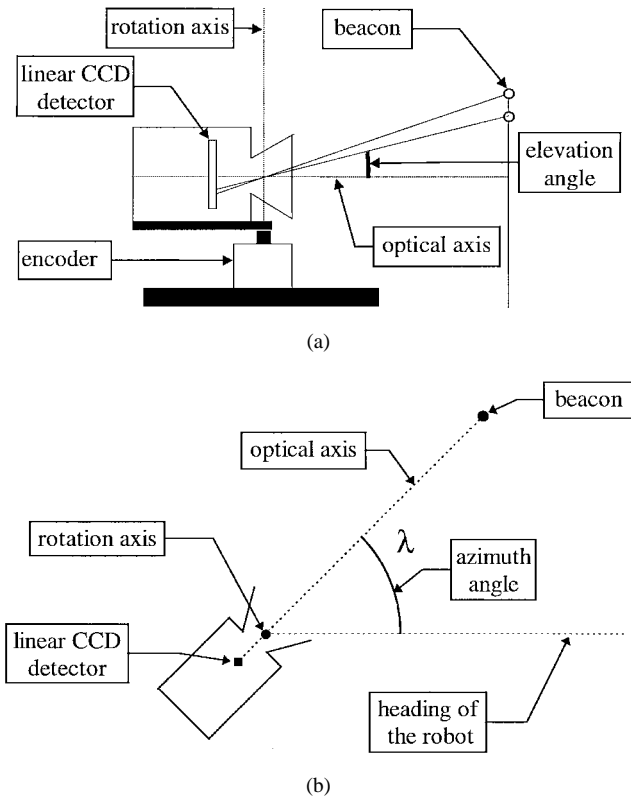 rotation axis
beacon
linear CCD
detector
elevation
angle
optical axis
encoder
(a)
beacon
optical axis
rotation axis
λ
azimuth
angle
linear CCD
detector
heading of
the robot
(b)